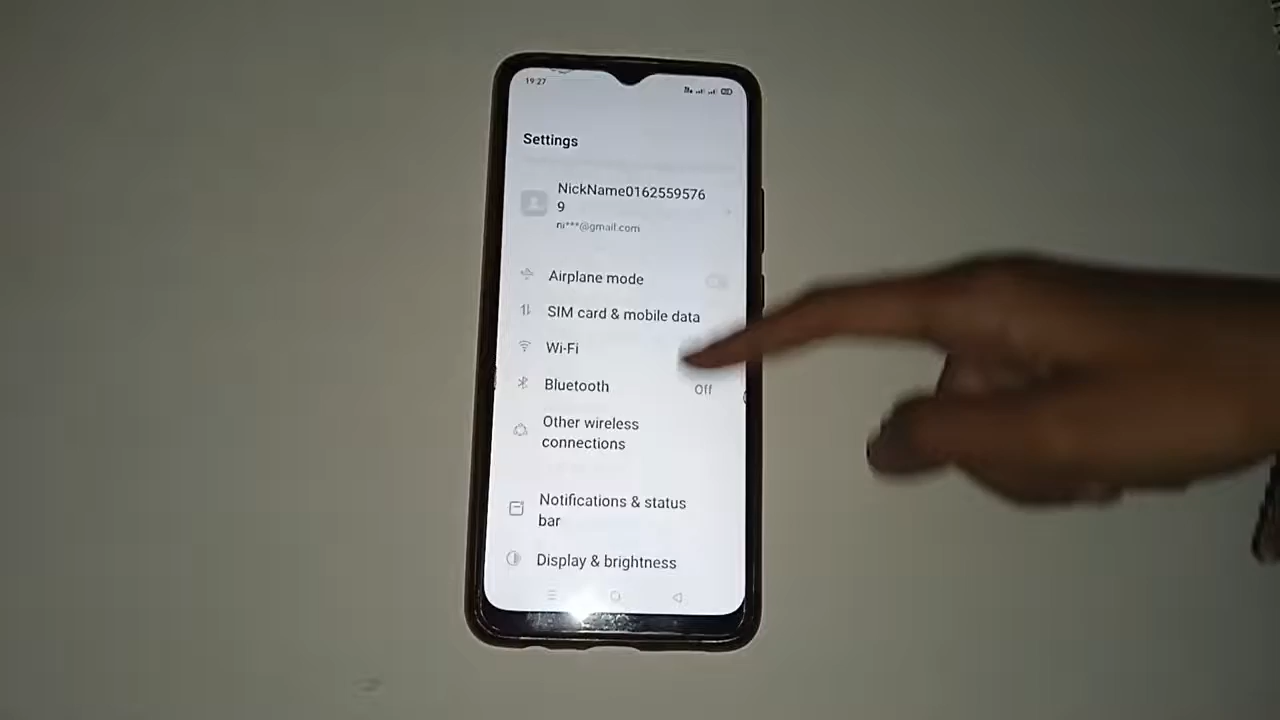 19:27
Settings
NickName0162559576
9
ni***@gmail.com
Airplane mode
SIM card & mobile data
Wi-Fi
Bluetooth
Off
Other wireless
connections
Notifications & status
bar
Display & brightness